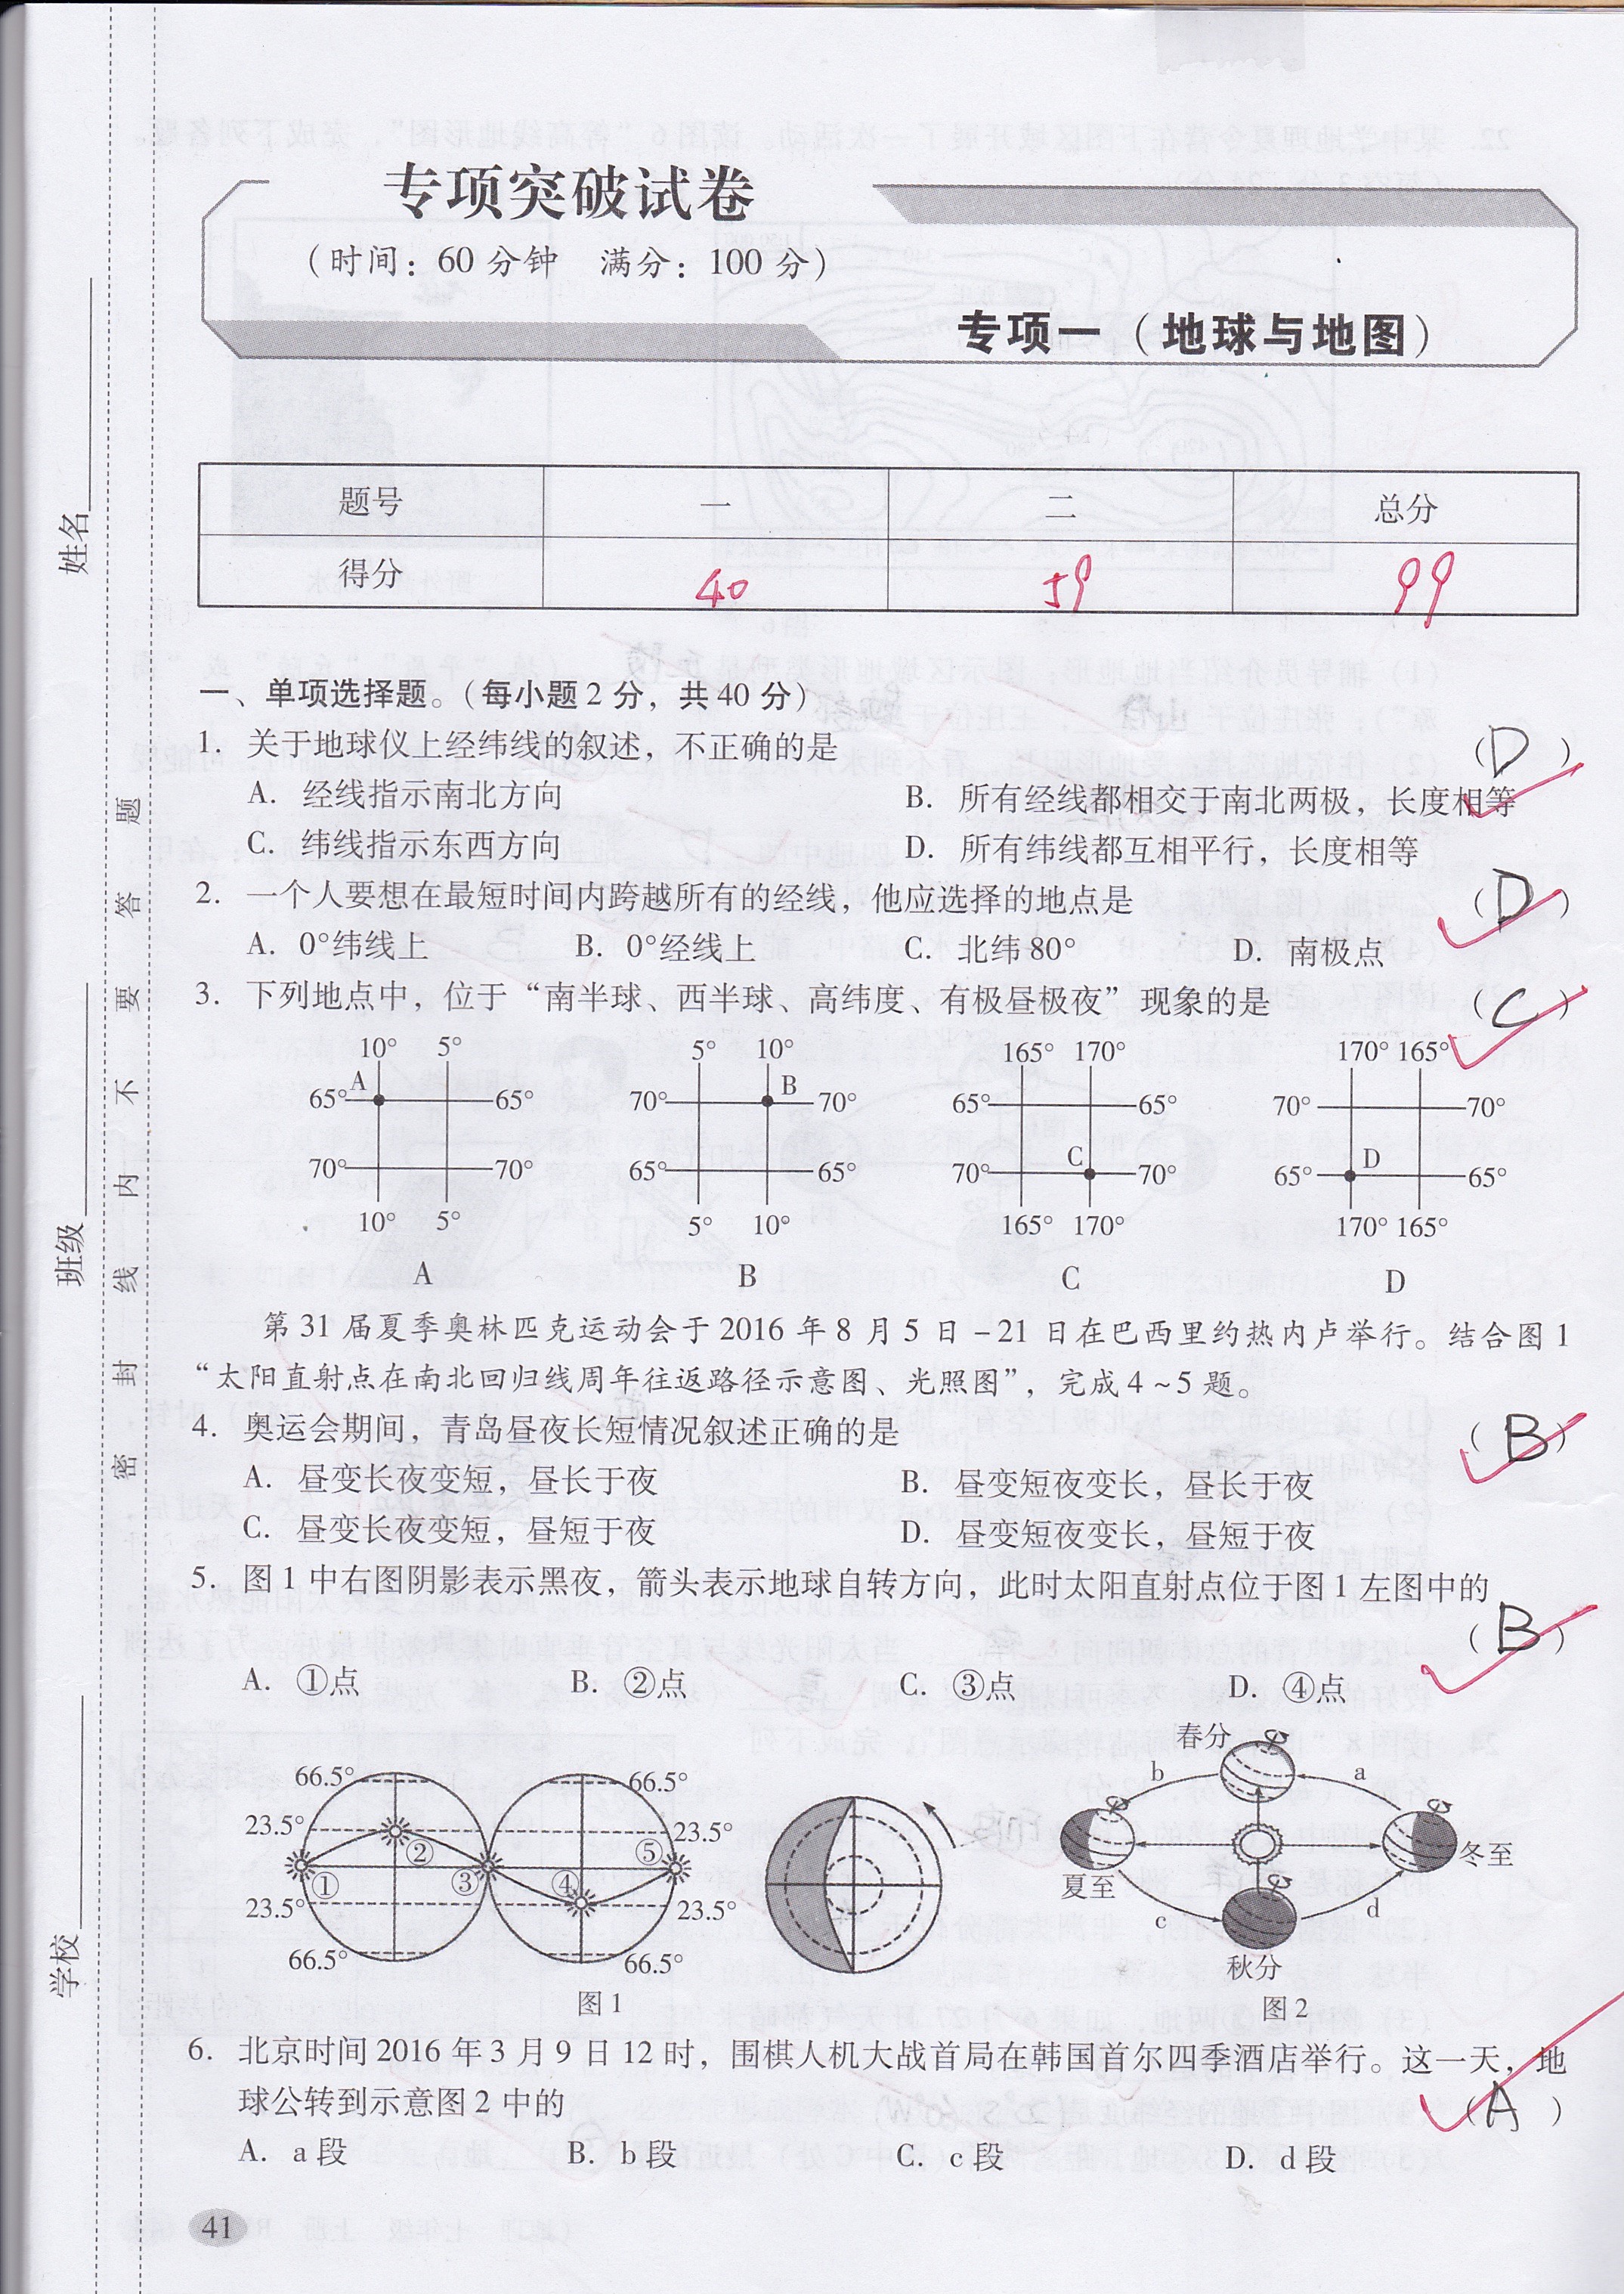 专项突破试卷
（时间：60 分钟　满分：100 分）
专项一（地球与地图）
题号　一　二　总分
得分　40　59　99
姓名
班级
学校
密　封　线　内　不　要　答　题
一、单项选择题。（每小题 2 分，共 40 分）
1. 关于地球仪上经纬线的叙述，不正确的是　（D）
A. 经线指示南北方向　B. 所有经线都相交于南北两极，长度相等
C. 纬线指示东西方向　D. 所有纬线都互相平行，长度相等
2. 一个人要想在最短时间内跨越所有的经线，他应选择的地点是　（D）
A. 0°纬线上　B. 0°经线上　C. 北纬 80°　D. 南极点
3. 下列地点中，位于“南半球、西半球、高纬度、有极昼极夜”现象的是　（C）
10°　5°　5°　10°　165°　170°　170°　165°
A　B
65°　65°　70°　70°　65°　65°　70°　70°
C　D
70°　70°　65°　65°　70°　70°　65°　65°
10°　5°　5°　10°　165°　170°　170°　165°
A　B　C　D
第 31 届夏季奥林匹克运动会于 2016 年 8 月 5 日 -21 日在巴西里约热内卢举行。结合图 1
“太阳直射点在南北回归线周年往返路径示意图、光照图”，完成 4 ~ 5 题。
4. 奥运会期间，青岛昼夜长短情况叙述正确的是　（B）
A. 昼变长夜变短，昼长于夜　B. 昼变短夜变长，昼长于夜
C. 昼变长夜变短，昼短于夜　D. 昼变短夜变长，昼短于夜
5. 图 1 中右图阴影表示黑夜，箭头表示地球自转方向，此时太阳直射点位于图 1 左图中的
（B）
A. ①点　B. ②点　C. ③点　D. ④点
66.5°　66.5°
23.5°　23.5°
②　⑤
①　③　④
23.5°　23.5°
66.5°　66.5°
图 1
春分
b　a
夏至　冬至
c　d
秋分
图 2
6. 北京时间 2016 年 3 月 9 日 12 时，围棋人机大战首局在韩国首尔四季酒店举行。这一天，地
球公转到示意图 2 中的　（A）
A. a 段　B. b 段　C. c 段　D. d 段
41